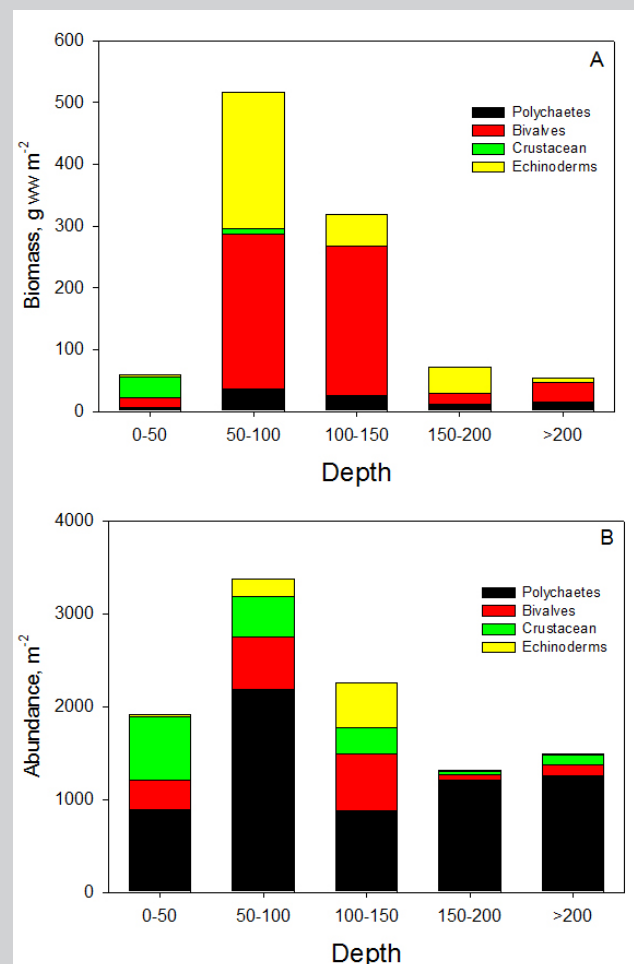 A
600
500
400
300
200
100
0
Biomass, g ww m-2
Polychaetes
Bivalves
Crustacean
Echinoderms
0-50 50-100 100-150 150-200 >200
Depth
B
4000
3000
2000
1000
0
Abundance, m-2
Polychaetes
Bivalves
Crustacean
Echinoderms
0-50 50-100 100-150 150-200 >200
Depth